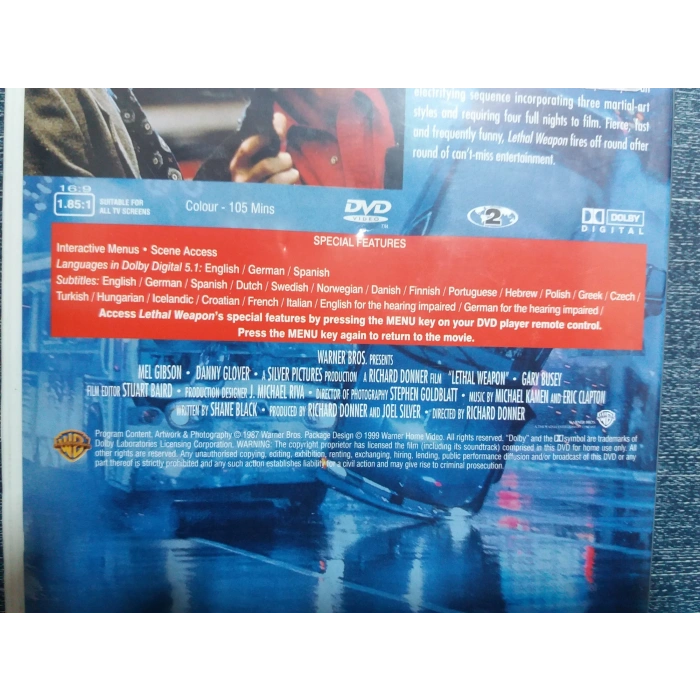 electrifying sequence incorporating three martial-art
styles and requiring four full nights to film. Fierce, fast
and frequently funny, Lethal Weapon fires off round after
round of can't-miss entertainment.
16:9
1.85:1 SUITABLE FOR
ALL TV SCREENS
Colour - 105 Mins
DVD
VIDEO
TM
2
DOLBY
DIGITAL
SPECIAL FEATURES
Interactive Menus • Scene Access
Languages in Dolby Digital 5.1: English / German / Spanish
Subtitles: English / German / Spanish / Dutch / Swedish / Norwegian / Danish / Finnish / Portuguese / Hebrew / Polish / Greek / Czech /
Turkish / Hungarian / Icelandic / Croatian / French / Italian / English for the hearing impaired / German for the hearing impaired /
Access Lethal Weapon's special features by pressing the MENU key on your DVD player remote control.
Press the MENU key again to return to the movie.
WARNER BROS. PRESENTS
MEL GIBSON • DANNY GLOVER • A SILVER PICTURES PRODUCTION A RICHARD DONNER FILM "LETHAL WEAPON" • GARY BUSEY
FILM EDITOR STUART BAIRD • PRODUCTION DESIGNER J. MICHAEL RIVA • DIRECTOR OF PHOTOGRAPHY STEPHEN GOLDBLATT • MUSIC BY MICHAEL KAMEN AND ERIC CLAPTON
WRITTEN BY SHANE BLACK • PRODUCED BY RICHARD DONNER AND JOEL SILVER • DIRECTED BY RICHARD DONNER
Program Content, Artwork & Photography © 1987 Warner Bros. Package Design © 1999 Warner Home Video. All rights reserved. "Dolby" and the symbol are trademarks of
Dolby Laboratories Licensing Corporation. WARNING: The copyright proprietor has licensed the film (including its soundtrack) comprised in this DVD for home use only. All
other rights are reserved. Any unauthorised copying, editing, exhibition, renting, exchanging, hiring, lending, public performance diffusion and/or broadcast of this DVD or any
part thereof is strictly prohibited and any such action establishes liability for a civil action and may give rise to criminal prosecution.